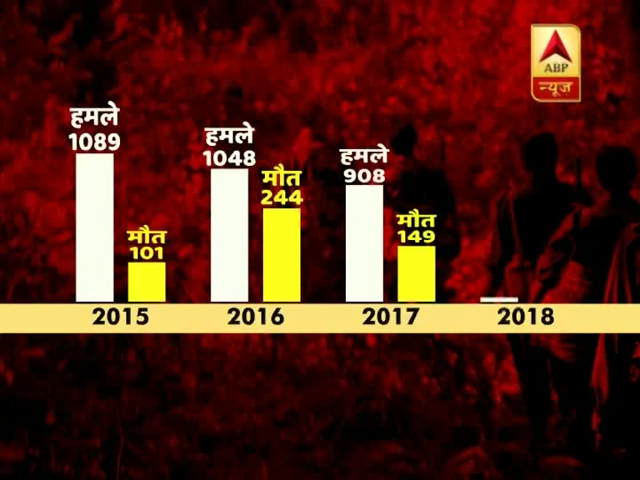 ABP
न्यूज़
हमले
1089
मौत
101
हमले
1048
मौत
244
हमले
908
मौत
149
2015
2016
2017
2018